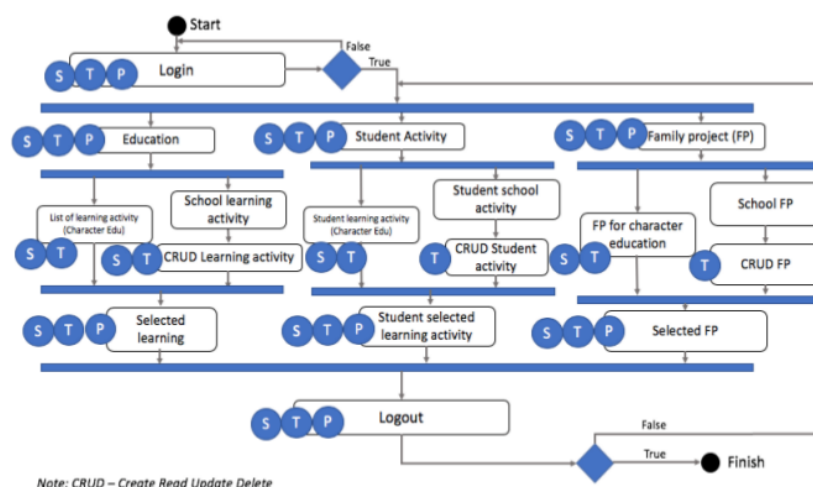 Start
False
S T P Login
True
S T P Education
S T P Student Activity
S T P Family project (FP)
List of learning activity
(Character Edu)
S T
School learning
activity
S T CRUD Learning activity
Student learning activity
(Character Edu)
S T
Student school
activity
T CRUD Student
activity
FP for character
education
S T
School FP
T CRUD FP
S T P Selected
learning
S T P Student selected
learning activity
S T P Selected FP
S T P Logout
False
True
Finish
Note: CRUD – Create Read Update Delete